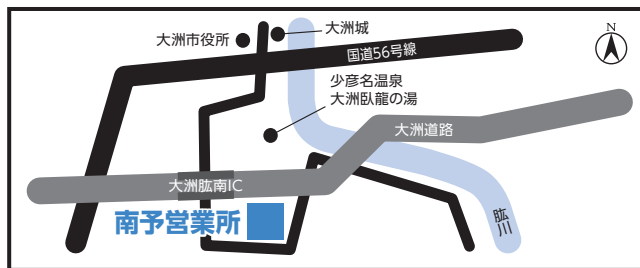 大洲城
大洲市役所
N
国道56号線
少彦名温泉
大洲臥龍の湯
大洲道路
大洲肱南IC
南予営業所
肱川